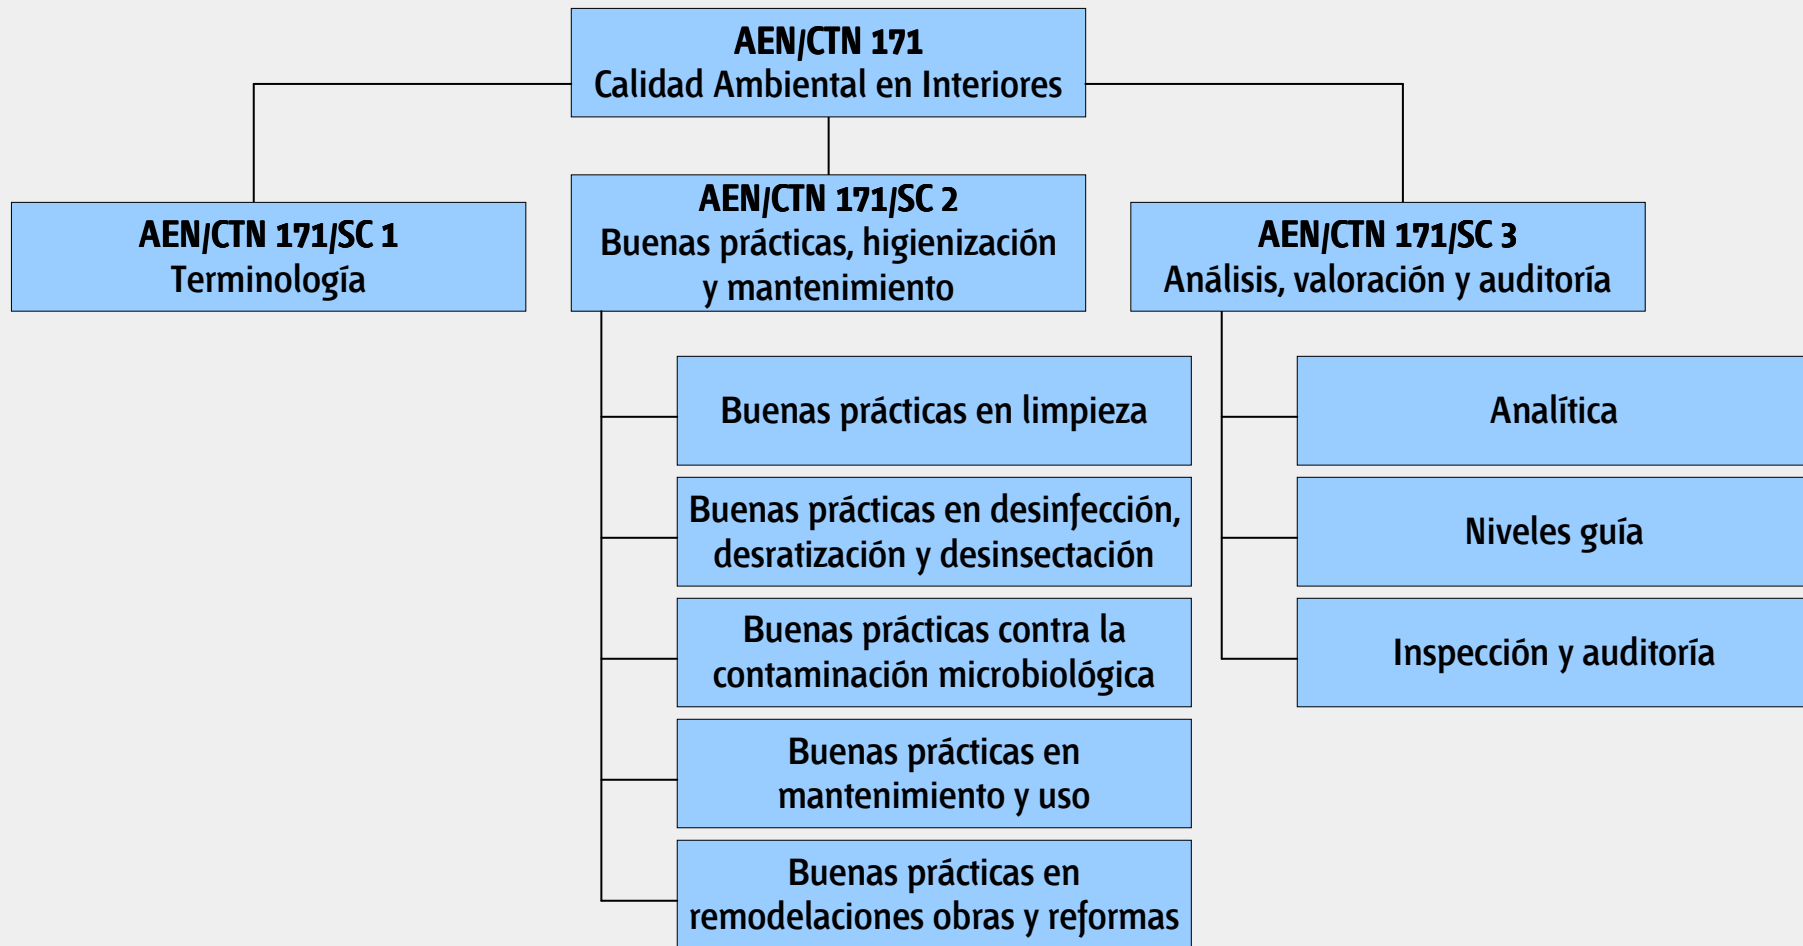 AEN/CTN 171
Calidad Ambiental en Interiores
AEN/CTN 171/SC 1
Terminología
AEN/CTN 171/SC 2
Buenas prácticas, higienización
y mantenimiento
AEN/CTN 171/SC 3
Análisis, valoración y auditoría
Buenas prácticas en limpieza
Buenas prácticas en desinfección,
desratización y desinsectación
Buenas prácticas contra la
contaminación microbiológica
Buenas prácticas en
mantenimiento y uso
Buenas prácticas en
remodelaciones obras y reformas
Analítica
Niveles guía
Inspección y auditoría